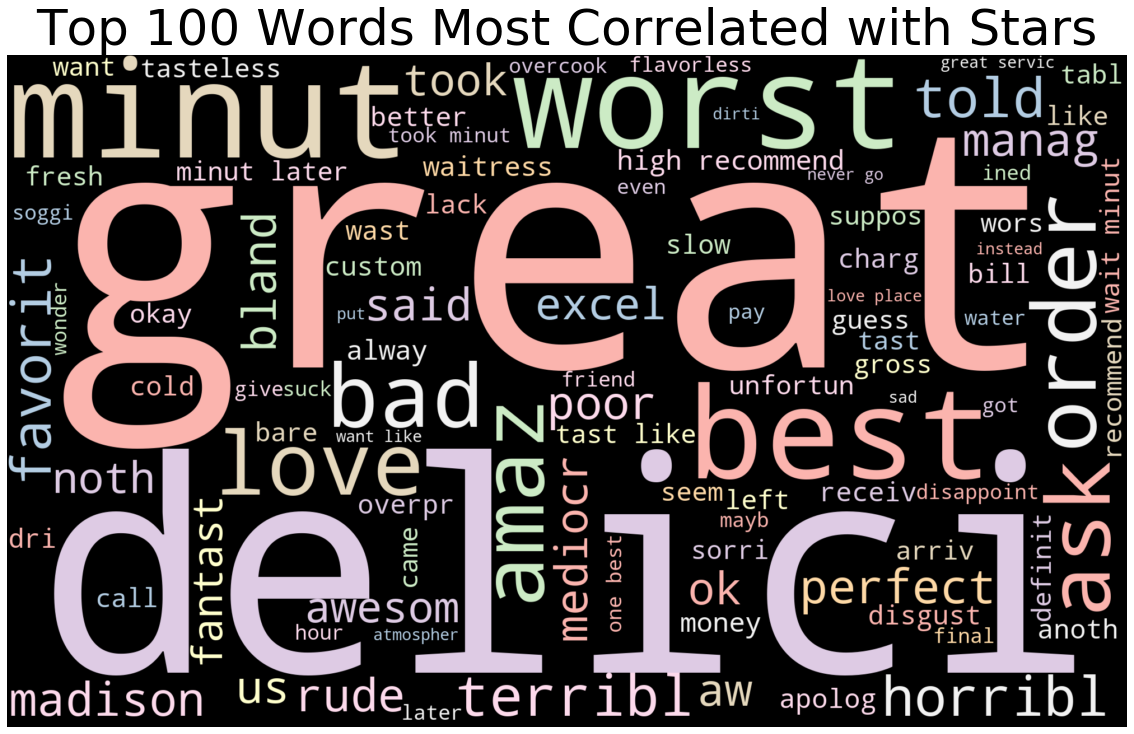 Top 100 Words Most Correlated with Stars
want
tasteless
took
overcook
flavorless
great servic
tabl
minut
better
took minut
worst
dirti
told
like
manag
fresh
minut later
waitress
high recommend
never go
ined
even
soggi
lack
great
suppos
wors
wait minut
wast
slow
instead
bland
custom
charg
bill
order
favorit
wonder
okay
put
said
excel
pay
love place
guess
water
tast
alway
gross
cold
give
suck
bad
friend
poor
unfortun
sad
got
recommend
want like
bare
tast like
best
love
amaz
noth
mediocr
seem
left
receiv
disappoint
ask
overpr
mayb
dri
fantast
came
one best
sorri
arriv
definit
delici
call
awesom
ok
perfect
hour
atmospher
money
disgust
final
anoth
madison
us
rude
later
terribl
aw
apolog
horribl